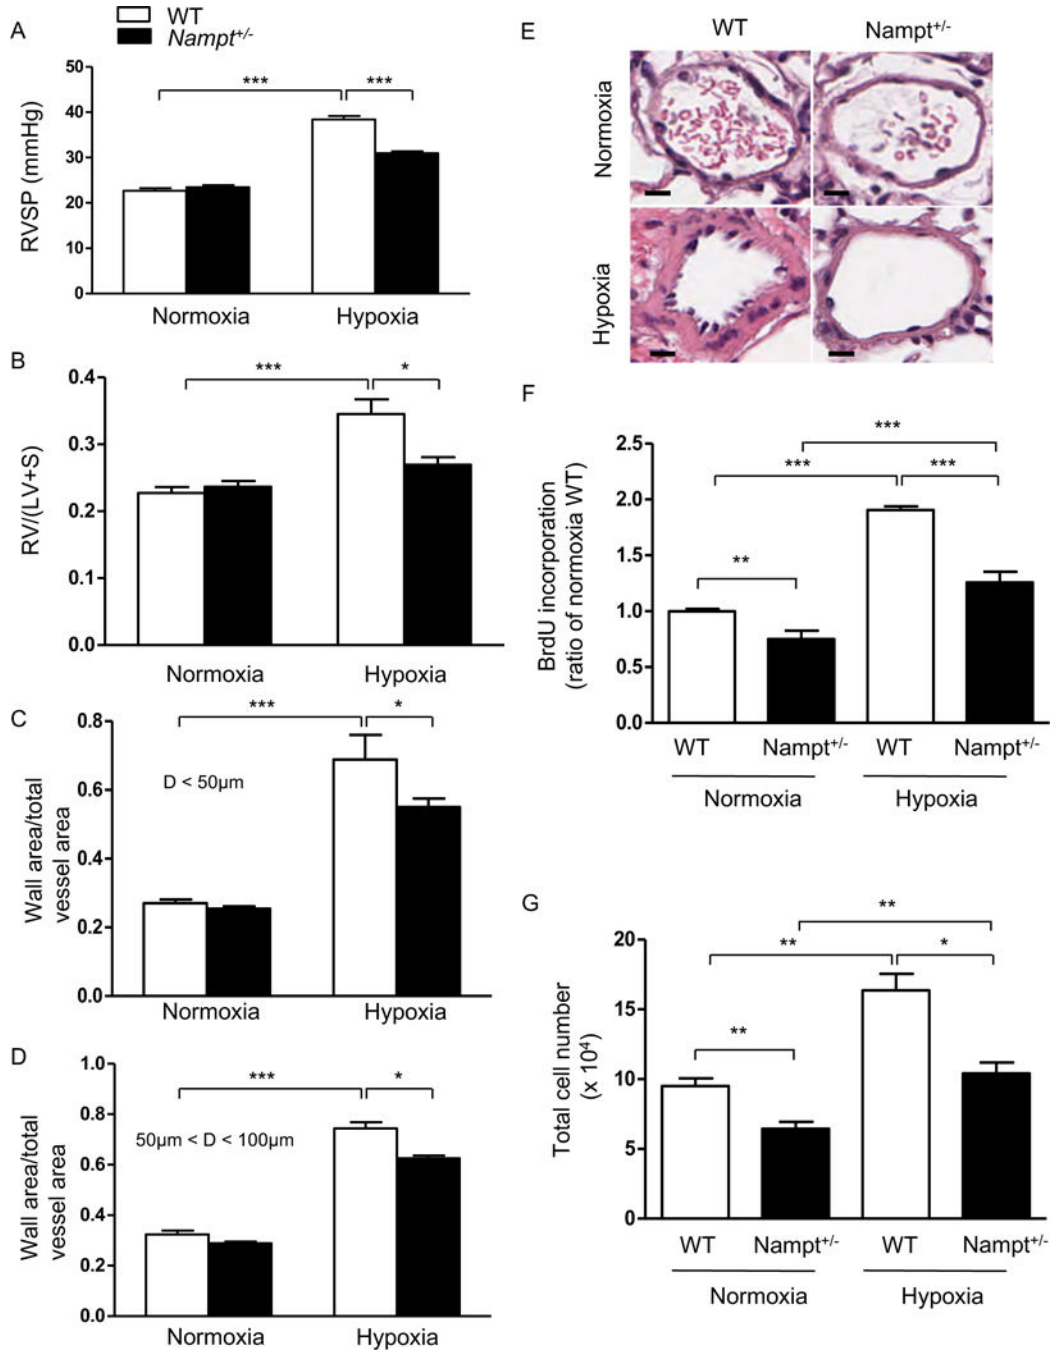 A
WT
Nampt+/-
RVSP (mmHg)
50
40
30
20
10
0
***
***
Normoxia
Hypoxia
B
RV/(LV+S)
0.4
0.3
0.2
0.1
0.0
***
*
Normoxia
Hypoxia
C
Wall area/total
vessel area
0.8
0.6
0.4
0.2
0.0
***
*
D < 50µm
Normoxia
Hypoxia
D
Wall area/total
vessel area
1.0
0.8
0.6
0.4
0.2
0.0
***
*
50µm < D < 100µm
Normoxia
Hypoxia
E
WT
Nampt+/-
Normoxia
Hypoxia
F
BrdU incorporation
(ratio of normoxia WT)
2.5
2.0
1.5
1.0
0.5
0.0
***
***
***
**
WT
Nampt+/-
WT
Nampt+/-
Normoxia
Hypoxia
G
Total cell number
(x 10⁴)
20
15
10
5
0
**
**
*
**
WT
Nampt+/-
WT
Nampt+/-
Normoxia
Hypoxia